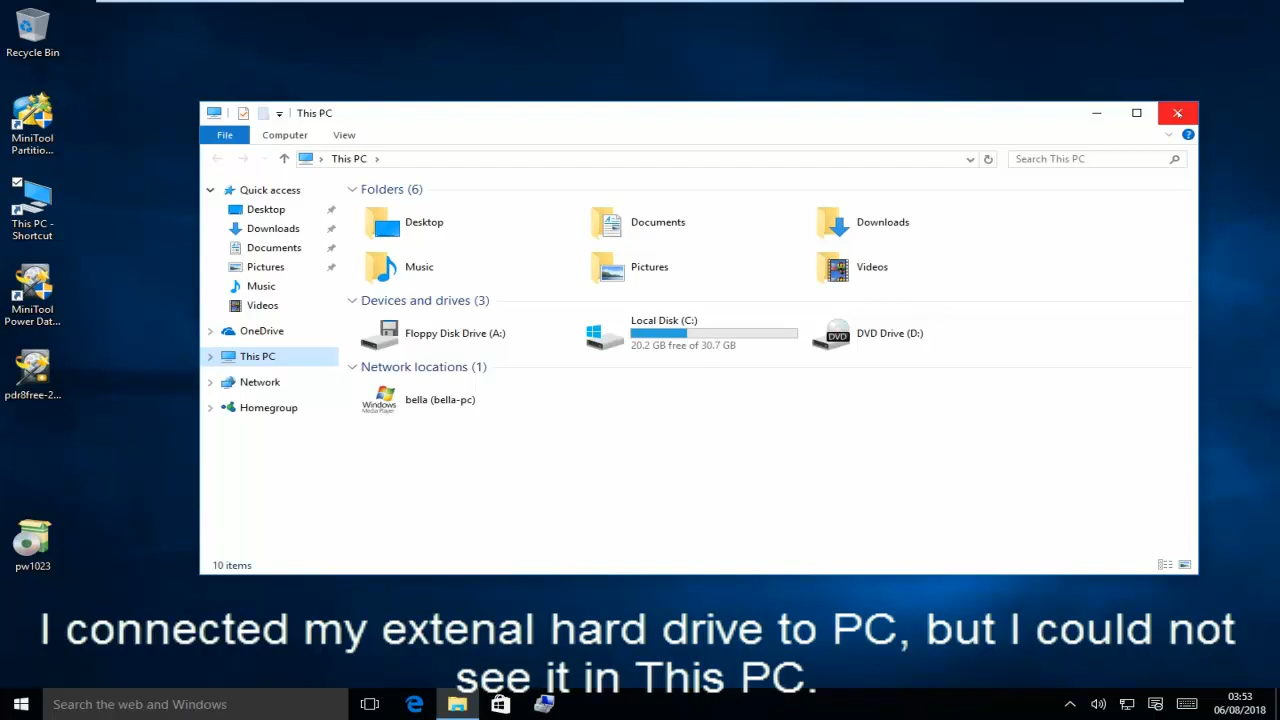 Recycle Bin
MiniTool
Partitio...
This PC -
Shortcut
MiniTool
Power Dat...
pdr8free-2...
pw1023
This PC
File
Computer
View
This PC
Search This PC
Quick access
Desktop
Downloads
Documents
Pictures
Music
Videos
OneDrive
This PC
Network
Homegroup
Folders (6)
Desktop
Documents
Downloads
Music
Pictures
Videos
Devices and drives (3)
Floppy Disk Drive (A:)
Local Disk (C:)
20.2 GB free of 30.7 GB
DVD
DVD Drive (D:)
Network locations (1)
Windows
Media Player
bella (bella-pc)
10 items
I connected my extenal hard drive to PC, but I could not
see it in This PC.
Search the web and Windows
03:53
06/08/2018